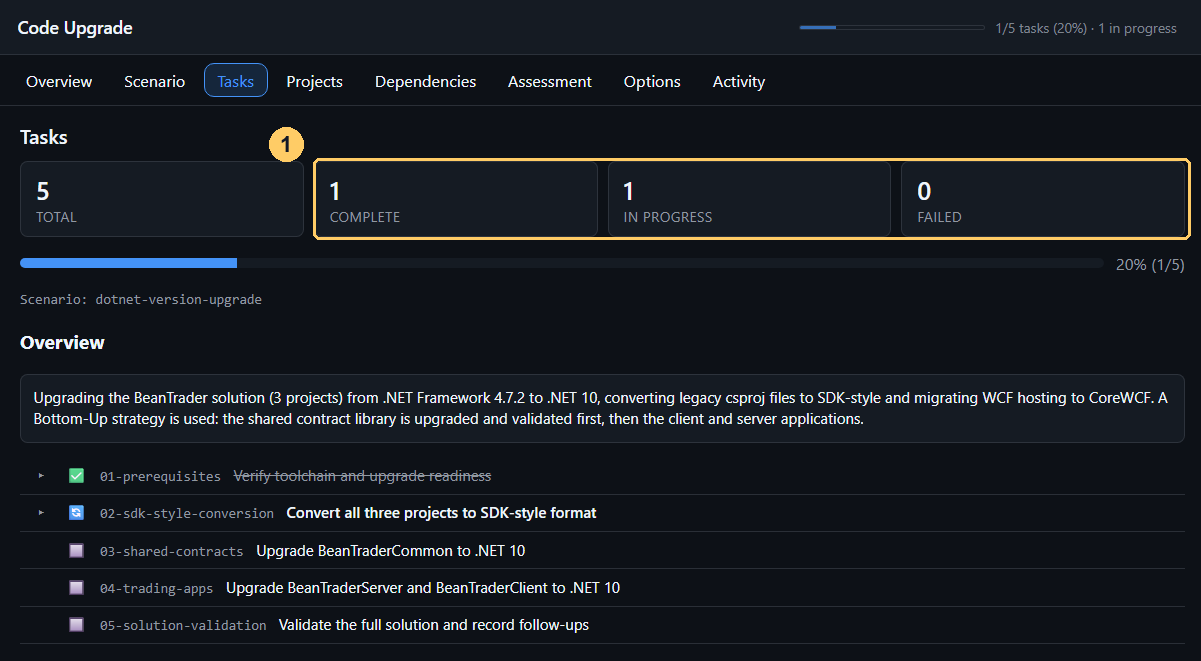 Code Upgrade
1/5 tasks (20%) · 1 in progress
Overview Scenario Tasks Projects Dependencies Assessment Options Activity
Tasks
1
5
TOTAL
1
COMPLETE
1
IN PROGRESS
0
FAILED
20% (1/5)
Scenario: dotnet-version-upgrade
Overview
Upgrading the BeanTrader solution (3 projects) from .NET Framework 4.7.2 to .NET 10, converting legacy csproj files to SDK-style and migrating WCF hosting to CoreWCF. A
Bottom-Up strategy is used: the shared contract library is upgraded and validated first, then the client and server applications.
01-prerequisites Verify toolchain and upgrade readiness
02-sdk-style-conversion Convert all three projects to SDK-style format
03-shared-contracts Upgrade BeanTraderCommon to .NET 10
04-trading-apps Upgrade BeanTraderServer and BeanTraderClient to .NET 10
05-solution-validation Validate the full solution and record follow-ups